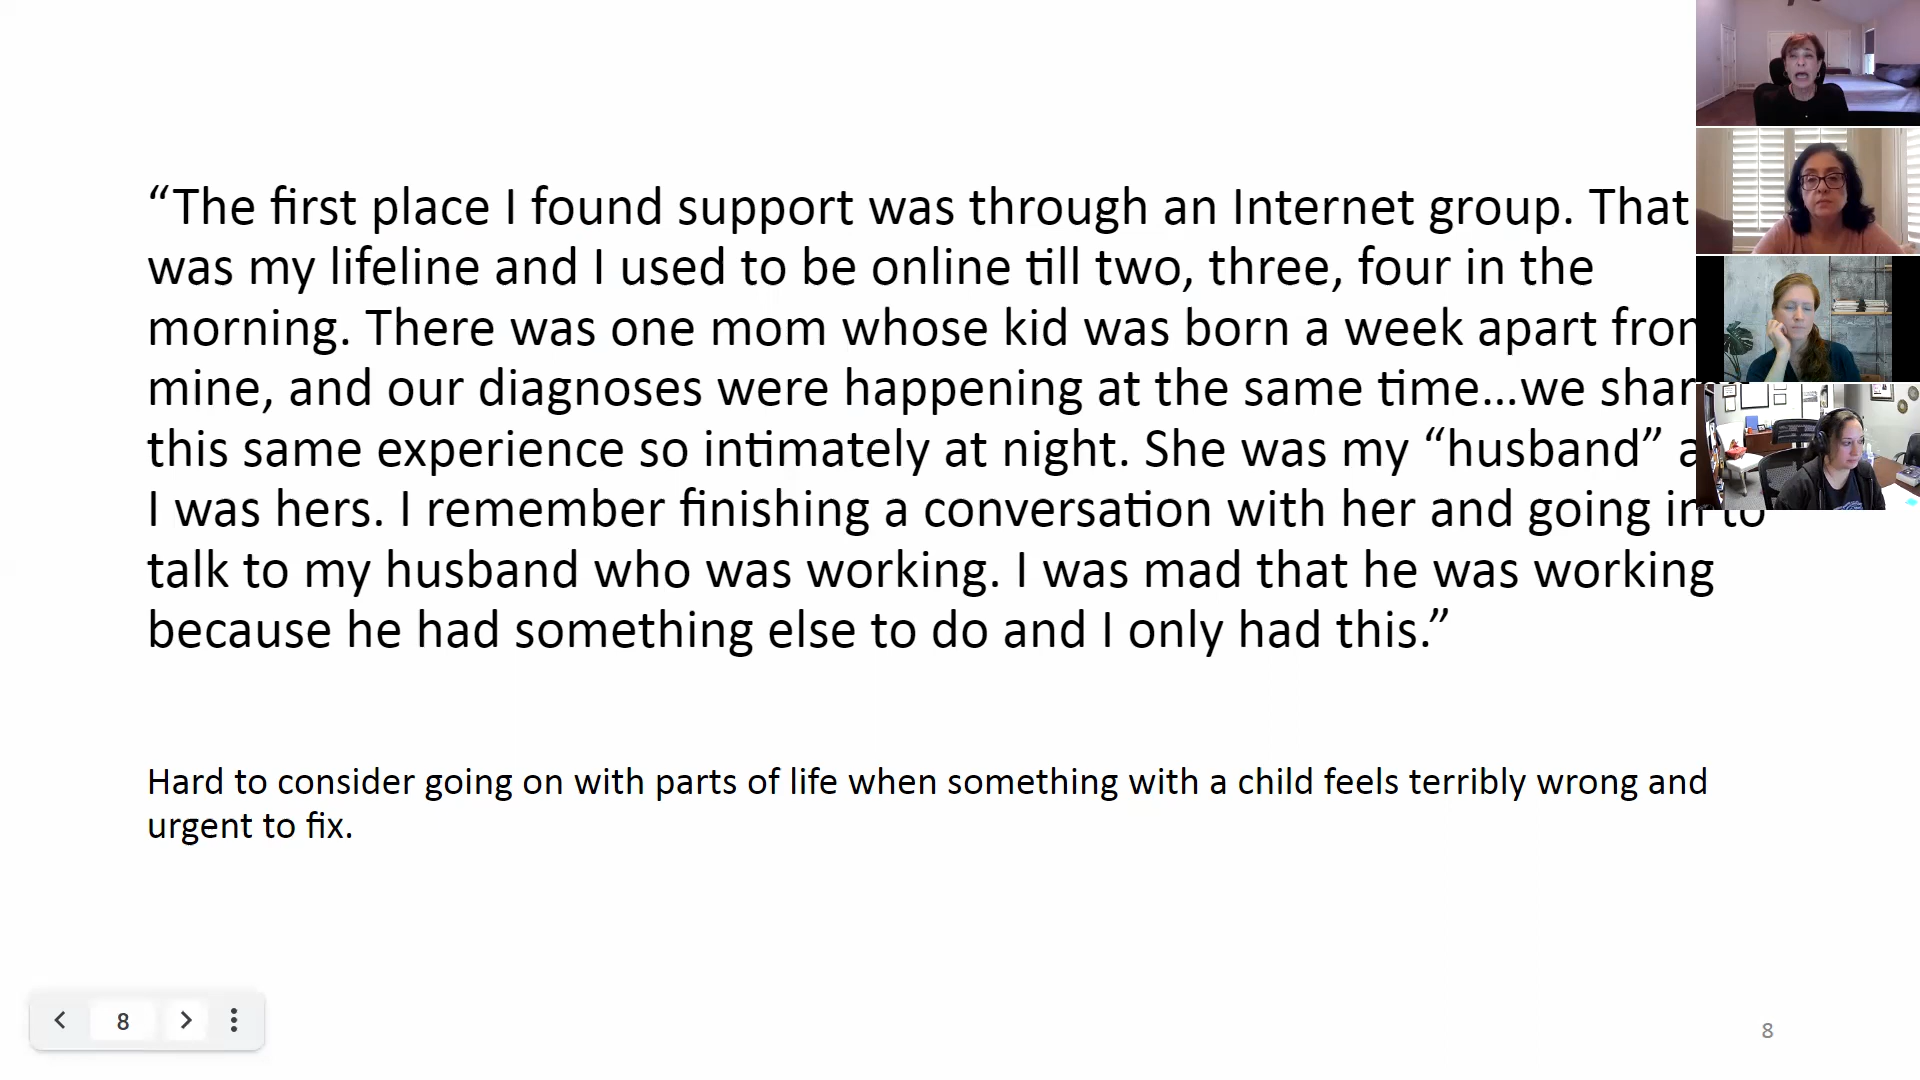 “The first place I found support was through an Internet group. That
was my lifeline and I used to be online till two, three, four in the
morning. There was one mom whose kid was born a week apart
mine, and our diagnoses were happening at the same time…we
this same experience so intimately at night. She was my “husband”
I was hers. I remember finishing a conversation with her and going in to
talk to my husband who was working. I was mad that he was working
because he had something else to do and I only had this.”
Hard to consider going on with parts of life when something with a child feels terribly wrong and
urgent to fix.
8
8